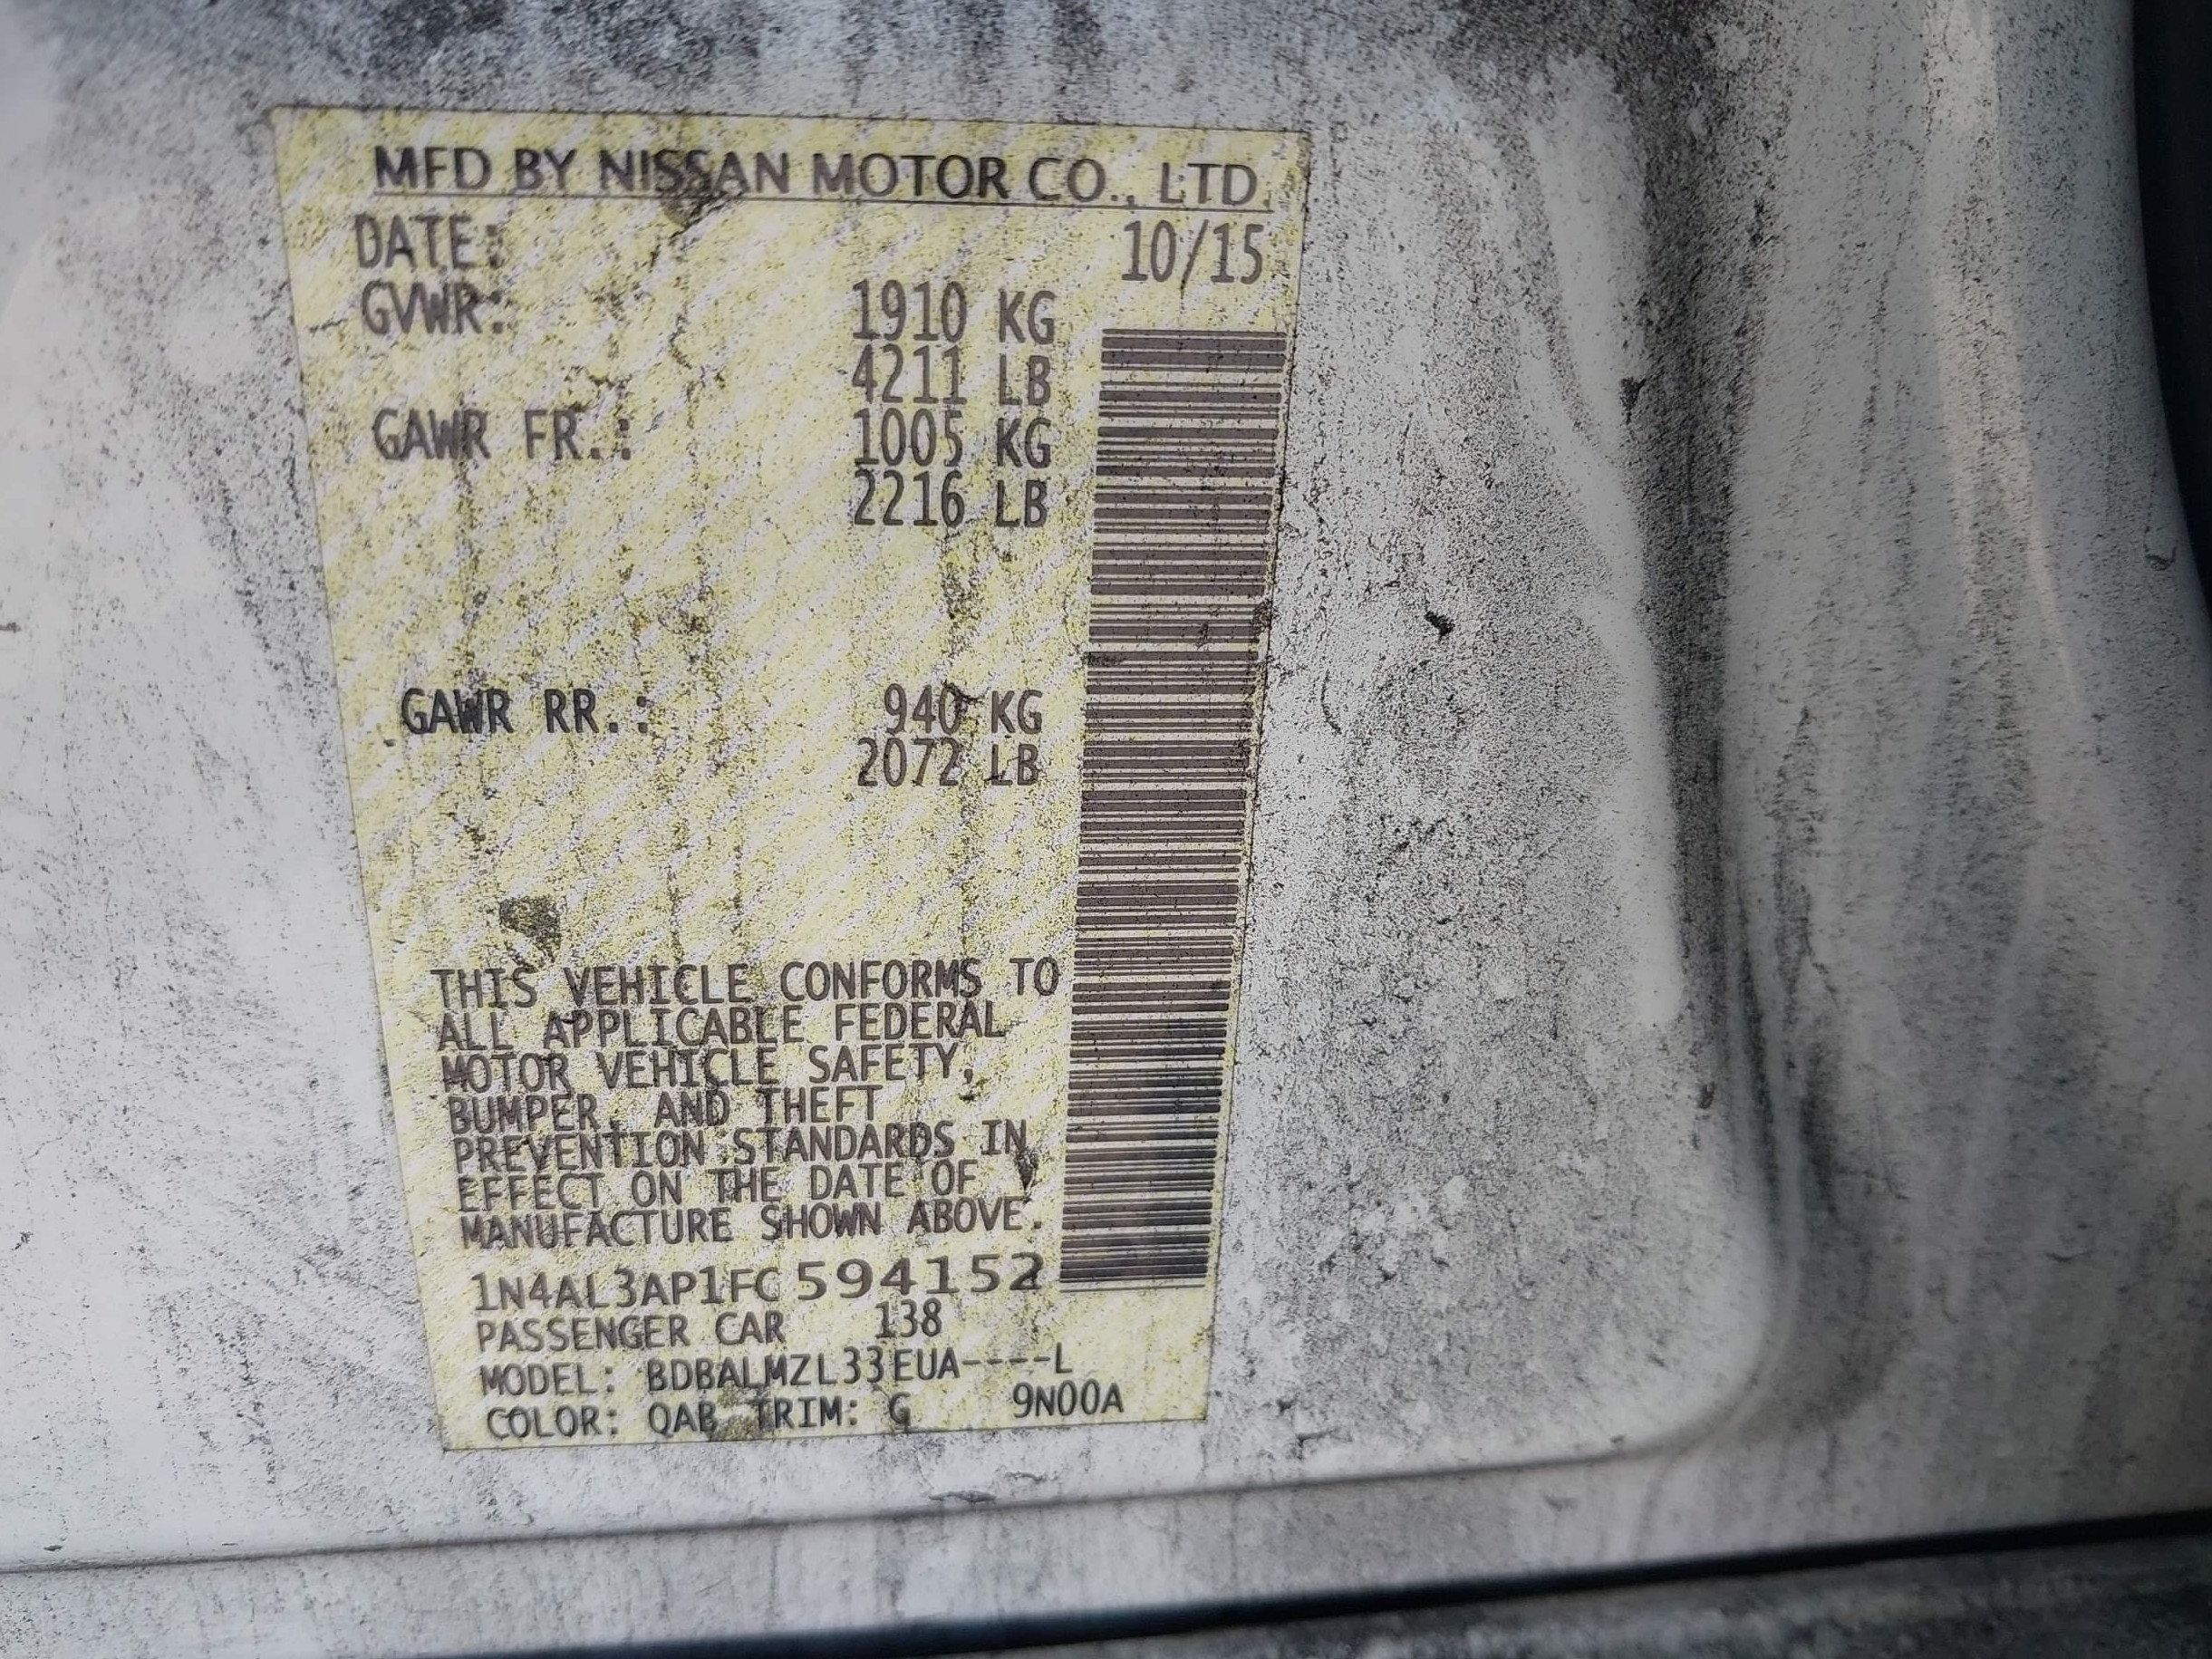 MFD BY NISSAN MOTOR CO., LTD.
DATE: 10/15
GVWR: 1910 KG
4211 LB
GAWR FR.: 1005 KG
2216 LB
GAWR RR.: 940 KG
2072 LB
THIS VEHICLE CONFORMS TO
ALL APPLICABLE FEDERAL
MOTOR VEHICLE SAFETY,
BUMPER, AND THEFT
PREVENTION STANDARDS IN
EFFECT ON THE DATE OF
MANUFACTURE SHOWN ABOVE.
1N4AL3AP1FC594152
PASSENGER CAR 138
MODEL: BDBALMZL33EUA----L
COLOR: QAB TRIM: G 9N00A